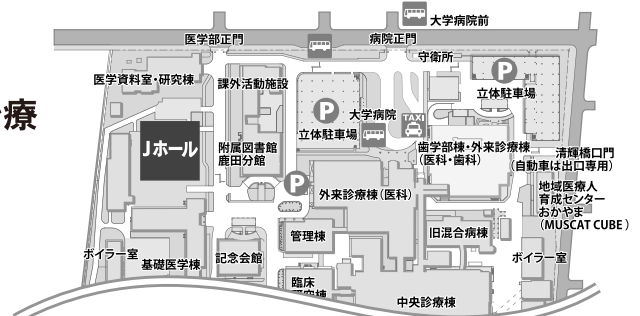 大学病院前
医学部正門
病院正門
守衛所
医学資料室・研究棟
課外活動施設
P
立体駐車場
療
P
立体駐車場
大学病院
TAXI
Jホール
附属図書館
鹿田分館
歯学部棟・外来診療棟
（医科・歯科）
清輝橋口門
（自動車は出口専用）
P
外来診療棟（医科）
地域医療人
育成センター
おかやま
（MUSCAT CUBE）
管理棟
旧混合病棟
ボイラー室
基礎医学棟
記念会館
ボイラー室
臨床
研究棟
中央診療棟